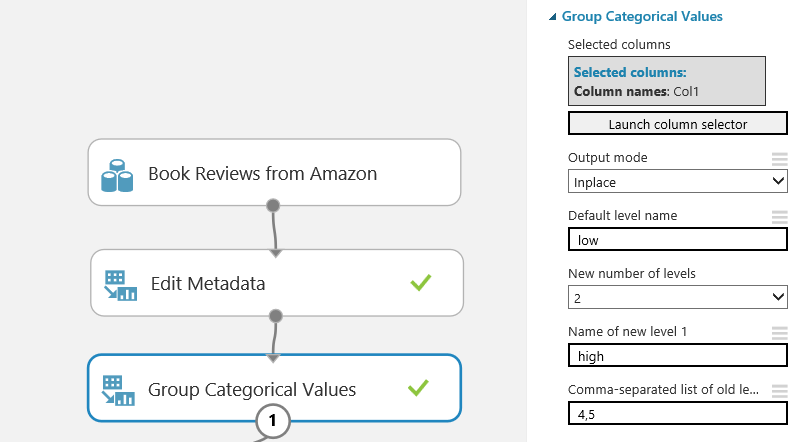 Book Reviews from Amazon
Edit Metadata
Group Categorical Values
1
Group Categorical Values
Selected columns
Selected columns:
Column names: Col1
Launch column selector
Output mode
Inplace
Default level name
low
New number of levels
2
Name of new level 1
high
Comma-separated list of old le...
4,5